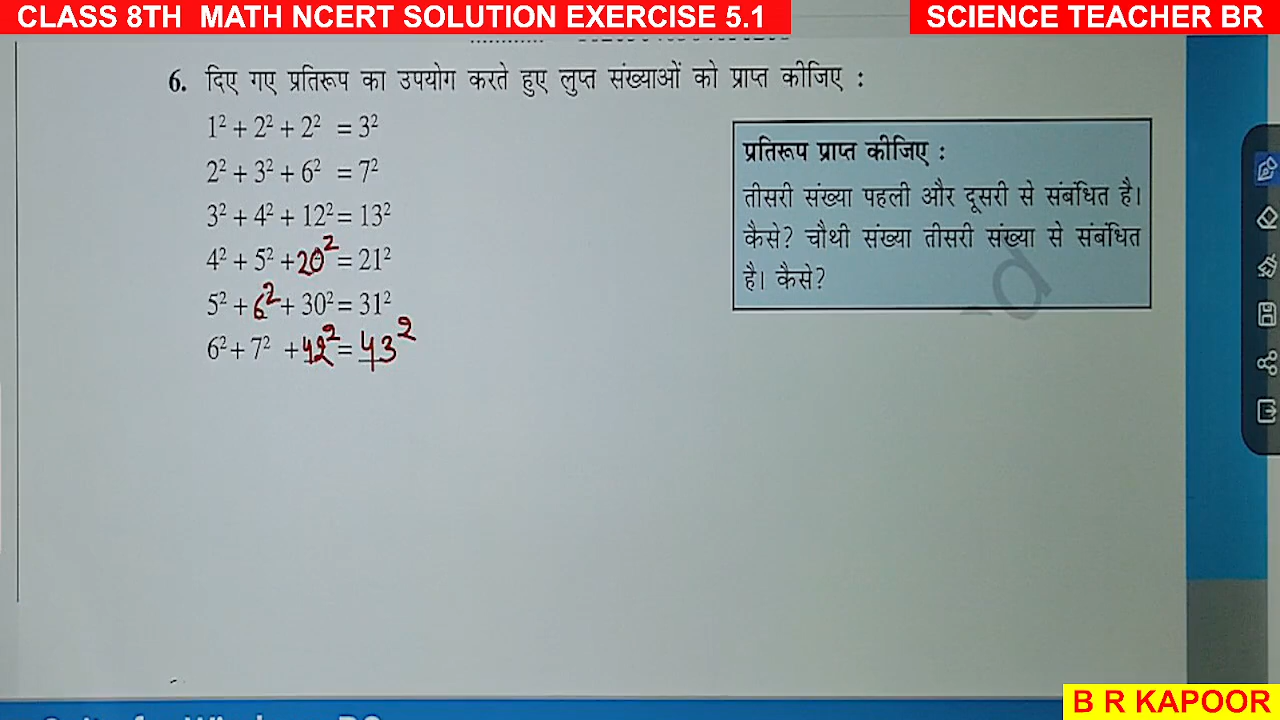 CLASS 8TH MATH NCERT SOLUTION EXERCISE 5.1
SCIENCE TEACHER BR
6. दिए गए प्रतिरूप का उपयोग करते हुए लुप्त संख्याओं को प्राप्त कीजिए :
1² + 2² + 2² = 3²
2² + 3² + 6² = 7²
3² + 4² + 12² = 13²
4² + 5² + 20² = 21²
5² + 6² + 30² = 31²
6² + 7² + 42² = 43²
प्रतिरूप प्राप्त कीजिए :
तीसरी संख्या पहली और दूसरी से संबंधित है।
कैसे? चौथी संख्या तीसरी संख्या से संबंधित
है। कैसे?
d
B R KAPOOR